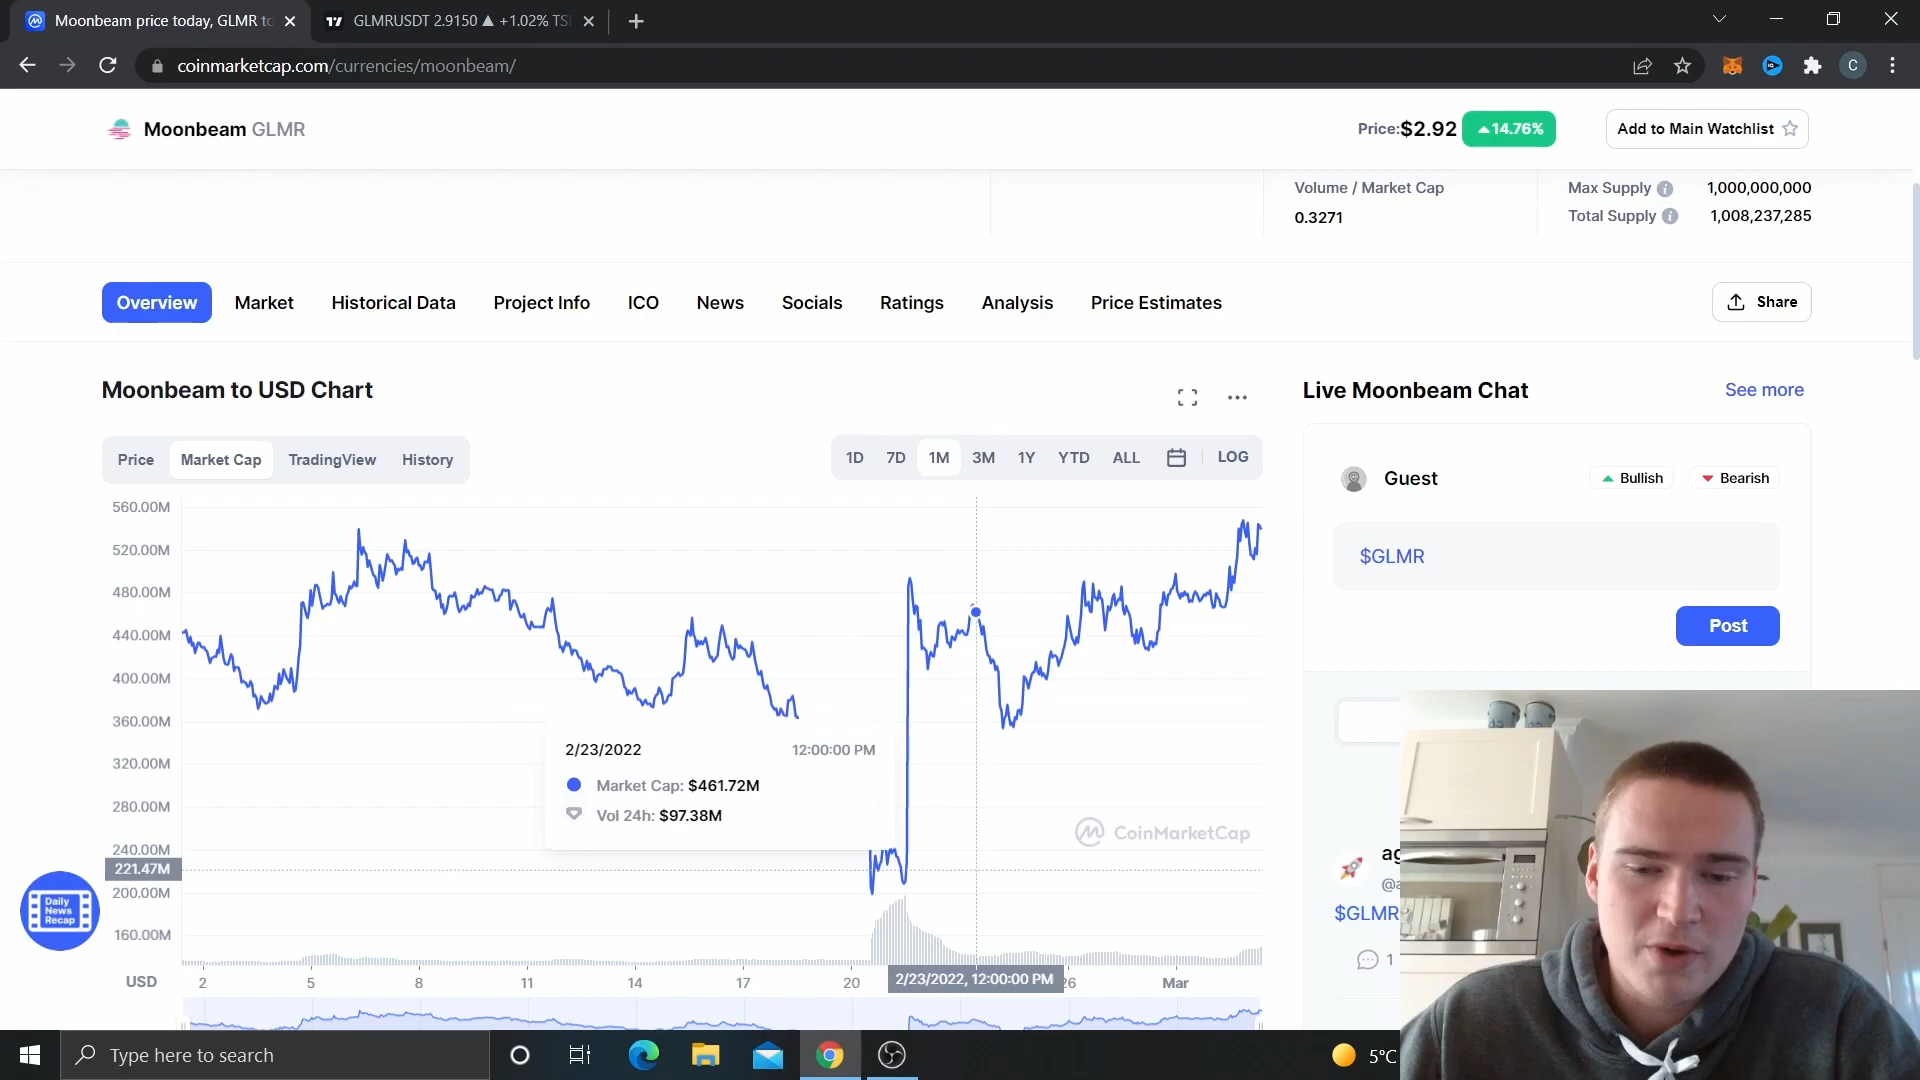 Moonbeam price today, GLMR to
GLMRUSDT 2.9150 ▲ +1.02% TS
coinmarketcap.com/currencies/moonbeam/
C
Moonbeam GLMR
Price:$2.92
14.76%
Add to Main Watchlist
Volume / Market Cap
0.3271
Max Supply 1,000,000,000
Total Supply 1,008,237,285
Overview
Market
Historical Data
Project Info
ICO
News
Socials
Ratings
Analysis
Price Estimates
Share
Moonbeam to USD Chart
Price
Market Cap
TradingView
History
1D
7D
1M
3M
1Y
YTD
ALL
LOG
560.00M
520.00M
480.00M
440.00M
400.00M
360.00M
320.00M
280.00M
240.00M
221.47M
200.00M
160.00M
2/23/2022 12:00:00 PM
Market Cap: $461.72M
Vol 24h: $97.38M
CoinMarketCap
USD
2
5
8
11
14
17
20
2/23/2022, 12:00:00 PM
26
Mar
Daily
News
Recap
Live Moonbeam Chat
See more
Guest
Bullish
Bearish
$GLMR
Post
ag
@a
$GLMR
1
Type here to search
5°C